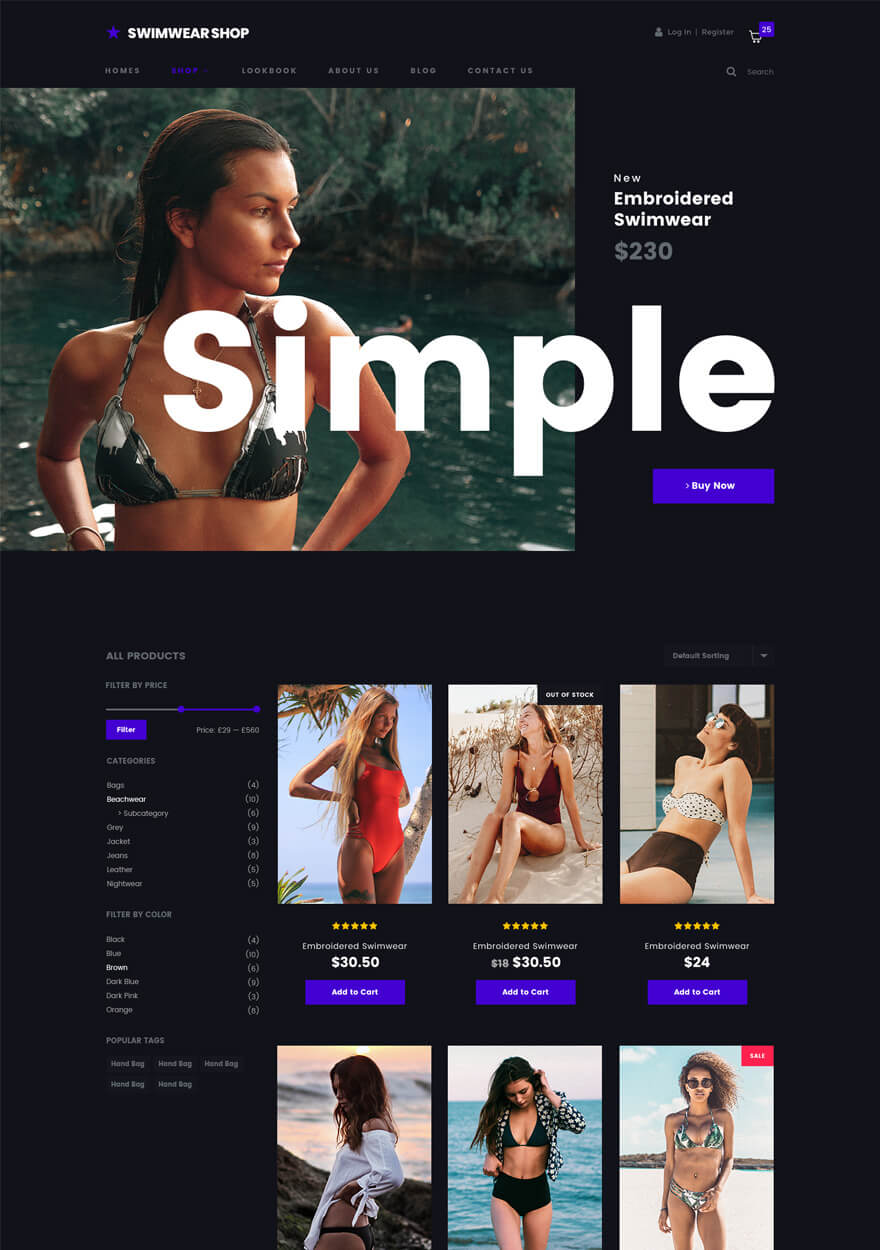 SWIMWEAR SHOP
Log In | Register
25
HOMES SHOP LOOKBOOK ABOUT US BLOG CONTACT US
Search
New
Embroidered
Swimwear
$230
Simple
> Buy Now
ALL PRODUCTS
Default Sorting
FILTER BY PRICE
Filter
Price: £29 — £560
CATEGORIES
Bags (4)
Beachwear (10)
> Subcategory (6)
Grey (9)
Jacket (3)
Jeans (8)
Leather (5)
Nightwear (5)
FILTER BY COLOR
Black (4)
Blue (10)
Brown (6)
Dark Blue (9)
Dark Pink (3)
Orange (8)
POPULAR TAGS
Hand Bag Hand Bag Hand Bag
Hand Bag Hand Bag
OUT OF STOCK
Embroidered Swimwear
$30.50
Add to Cart
Embroidered Swimwear
$18 $30.50
Add to Cart
Embroidered Swimwear
$24
Add to Cart
SALE